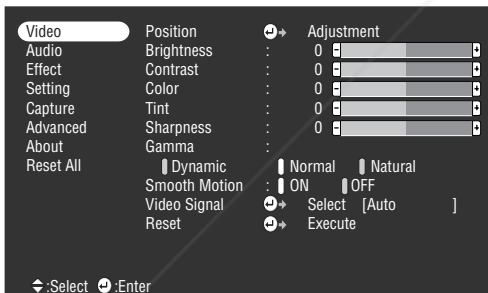 Video Position Adjustment
Audio Brightness : 0 - +
Effect Contrast : 0 - +
Setting Color : 0 - +
Capture Tint : 0 - +
Advanced Sharpness : 0 - +
About Gamma :
Reset All Dynamic Normal Natural
Smooth Motion : ON OFF
Video Signal Select [Auto ]
Reset Execute
:Select :Enter